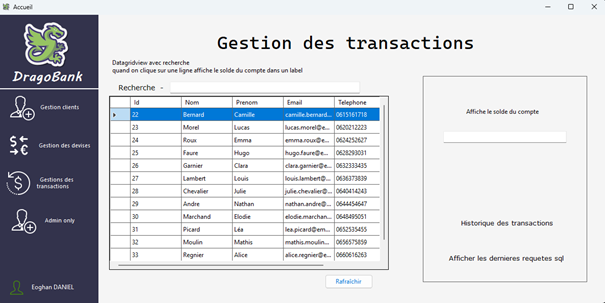 Accueil
DragoBank
Gestion clients
Gestion des devises
Gestions des
transactions
Admin only
Eoghan DANIEL
Gestion des transactions
Datagridview avec recherche
quand on clique sur une ligne affiche le solde du compte dans un label
Recherche -
Id Nom Prenom Email Telephone
22 Bernard Camille camille.bernard... 0615161718
23 Morel Lucas lucas.morel@e... 0620212223
24 Roux Emma emma.roux@e... 0624252627
25 Faure Hugo hugo.faure@e... 0628293031
26 Garnier Clara clara.garnier@e... 0632333435
27 Lambert Louis louis.lambert@... 0636373839
28 Chevalier Julie julie.chevalier@... 0640414243
29 Andre Nathan nathan.andre@... 0644454647
30 Marchand Elodie elodie.marchan... 0648495051
31 Picard Léa lea.picard@em... 0652535455
32 Moulin Mathis mathis.moulin@... 0656575859
33 Regnier Alice alice.regnier@e... 0660616263
Rafraîchir
Affiche le solde du compte
Historique des transactions
Afficher les dernieres requetes sql